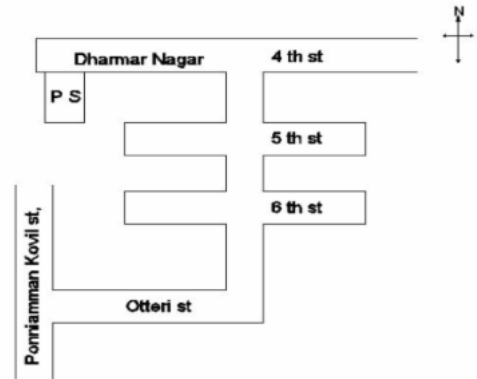 N
Dharmar Nagar 4 th st
P S
5 th st
6 th st
Ponniamman Kovil st,
Otteri st